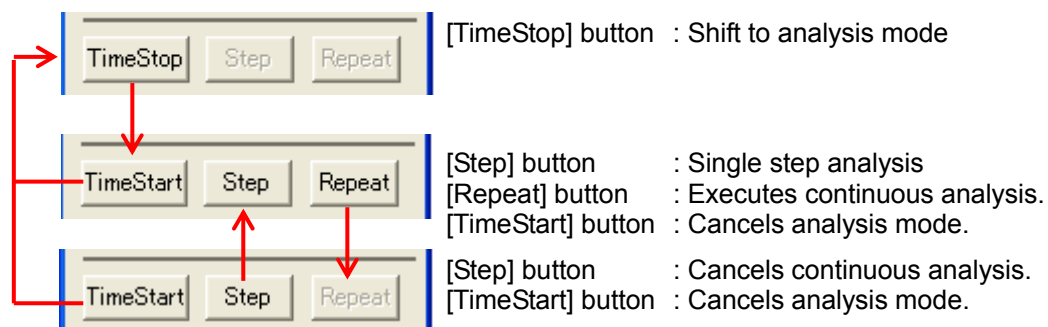 TimeStop Step Repeat
[TimeStop] button : Shift to analysis mode
TimeStart Step Repeat
[Step] button : Single step analysis
[Repeat] button : Executes continuous analysis.
[TimeStart] button : Cancels analysis mode.
TimeStart Step Repeat
[Step] button : Cancels continuous analysis.
[TimeStart] button : Cancels analysis mode.